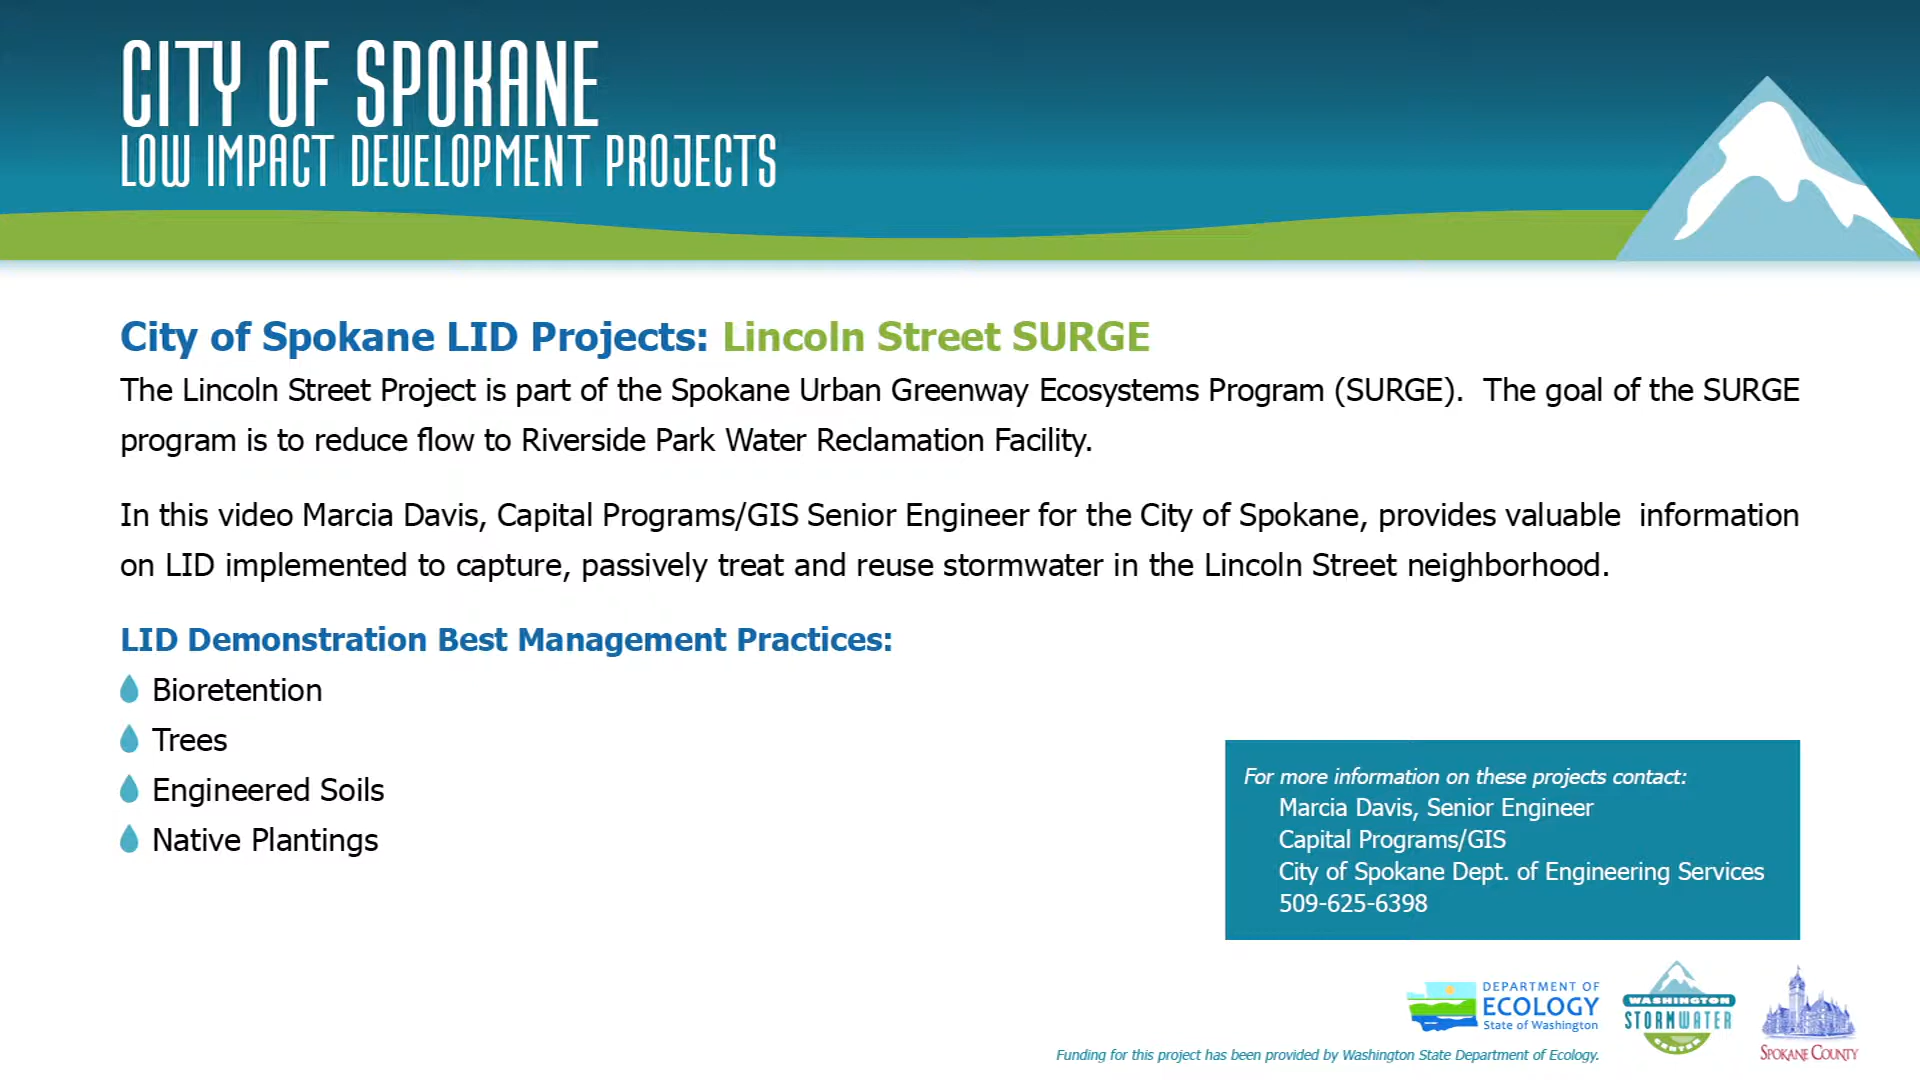 CITY OF SPOKANE
LOW IMPACT DEVELOPMENT PROJECTS
City of Spokane LID Projects: Lincoln Street SURGE
The Lincoln Street Project is part of the Spokane Urban Greenway Ecosystems Program (SURGE).  The goal of the SURGE
program is to reduce flow to Riverside Park Water Reclamation Facility.
In this video Marcia Davis, Capital Programs/GIS Senior Engineer for the City of Spokane, provides valuable  information
on LID implemented to capture, passively treat and reuse stormwater in the Lincoln Street neighborhood.
LID Demonstration Best Management Practices:
Bioretention
Trees
Engineered Soils
Native Plantings
For more information on these projects contact:
Marcia Davis, Senior Engineer
Capital Programs/GIS
City of Spokane Dept. of Engineering Services
509-625-6398
DEPARTMENT OF
ECOLOGY
State of Washington
WASHINGTON
STORMWATER
CENTER
SPOKANE COUNTY
Funding for this project has been provided by Washington State Department of Ecology.